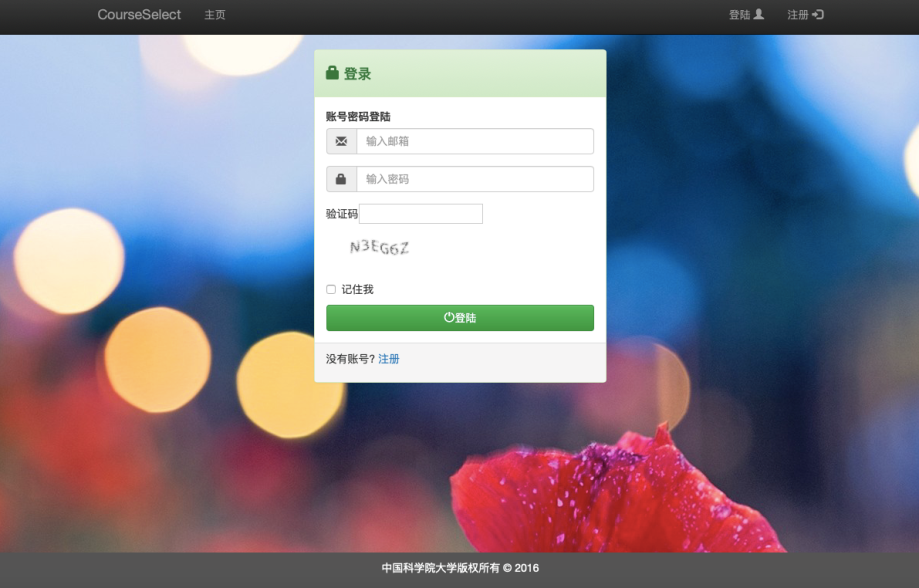 CourseSelect 主页 登陆 注册
登录
账号密码登陆
输入邮箱
输入密码
验证码
N3EG6Z
记住我
登陆
没有账号? 注册
中国科学院大学版权所有 © 2016